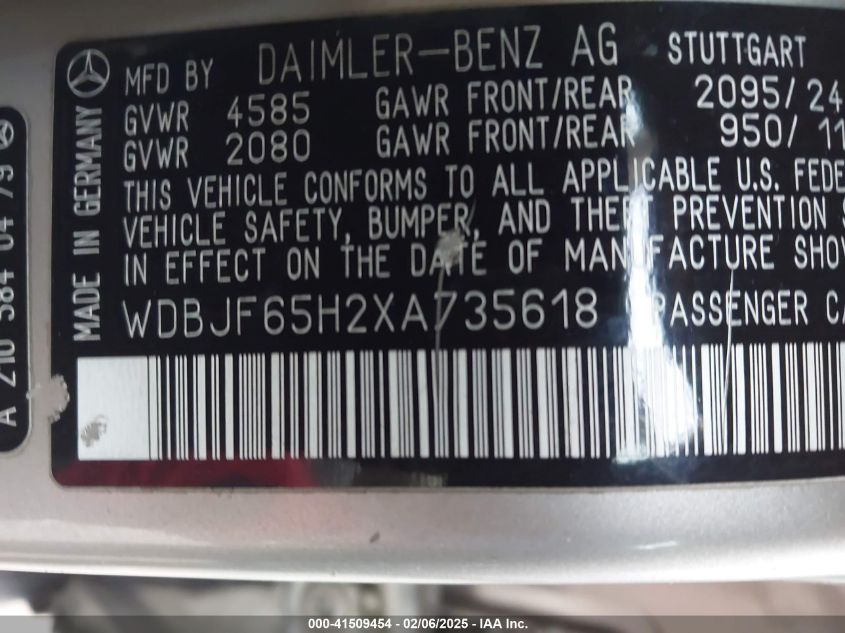 MFD BY DAIMLER-BENZ AG STUTTGART
GVWR 4585 GAWR FRONT/REAR 2095/24
GVWR 2080 GAWR FRONT/REAR 950/11
THIS VEHICLE CONFORMS TO ALL APPLICABLE U.S. FEDE
VEHICLE SAFETY, BUMPER, AND THEFT PREVENTION S
IN EFFECT ON THE DATE OF MANUFACTURE SHOW
WDBJF65H2XA735618 PASSENGER CA
MADE IN GERMANY
A 210 584 04 79
000-41509454 - 02/06/2025 - IAA Inc.